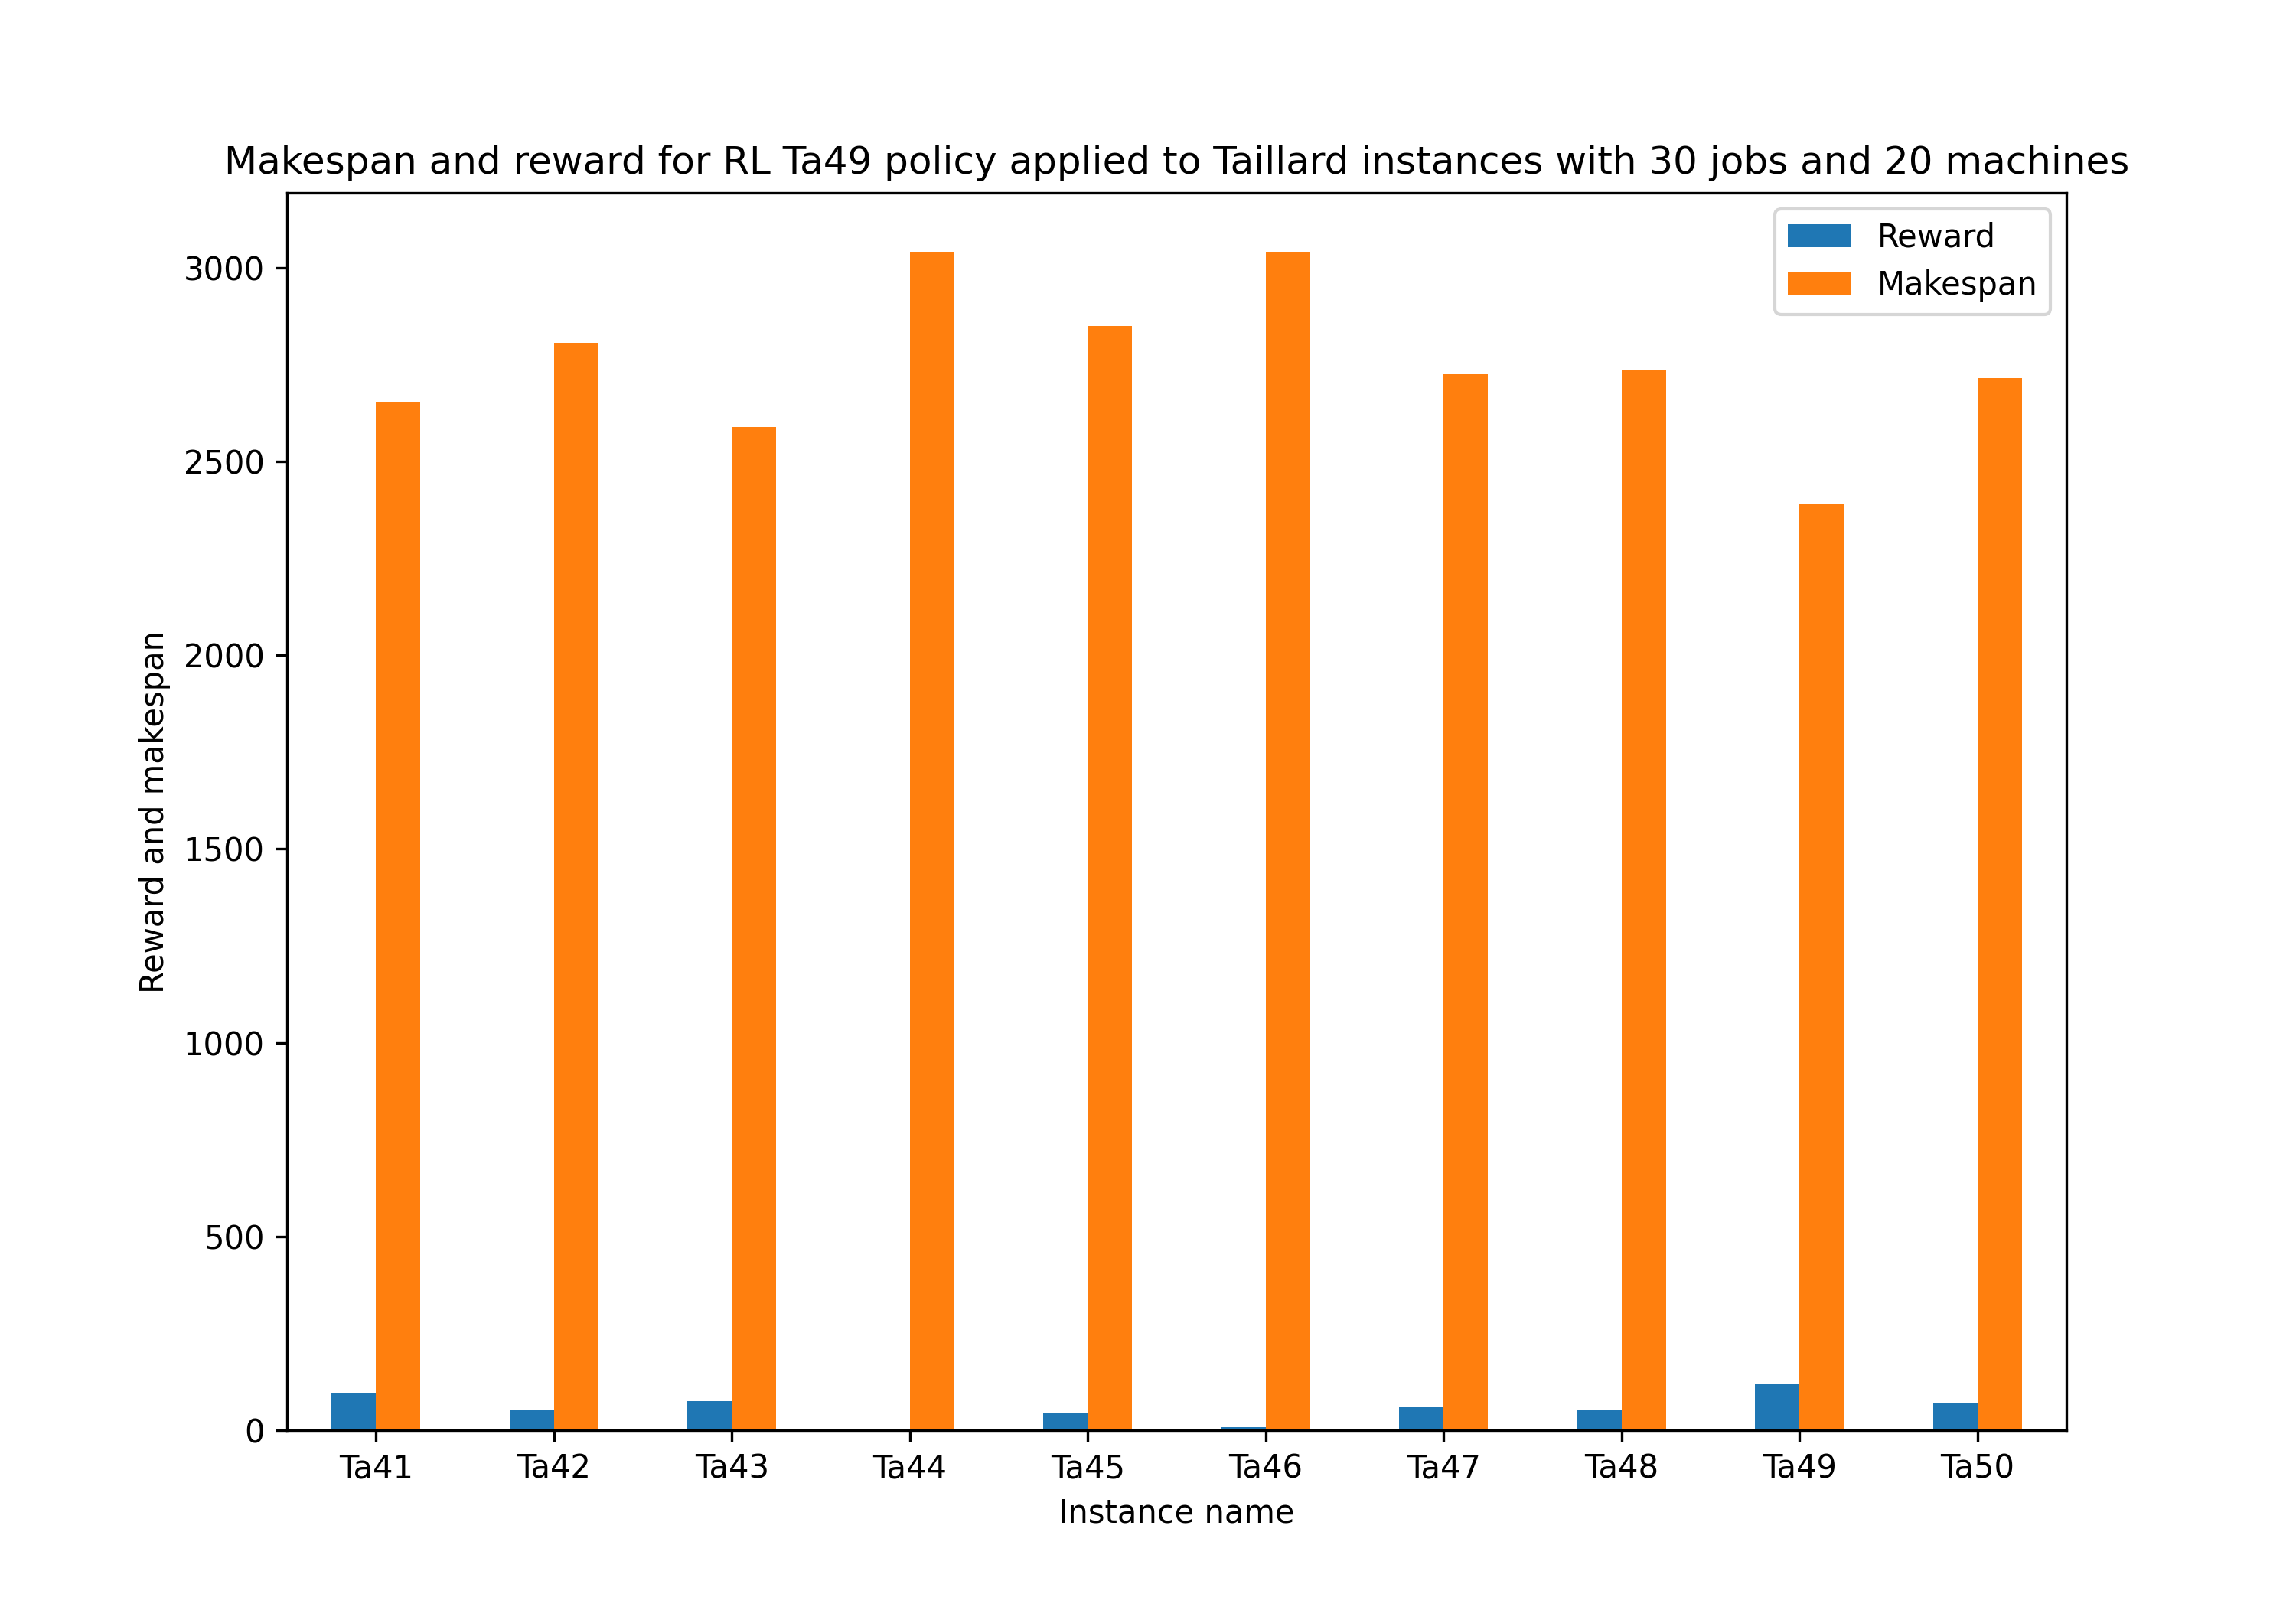 Makespan and reward for RL Ta49 policy applied to Taillard instances with 30 jobs and 20 machines
Reward
Makespan
3000
2500
2000
1500
1000
500
0
Reward and makespan
Ta41 Ta42 Ta43 Ta44 Ta45 Ta46 Ta47 Ta48 Ta49 Ta50
Instance name